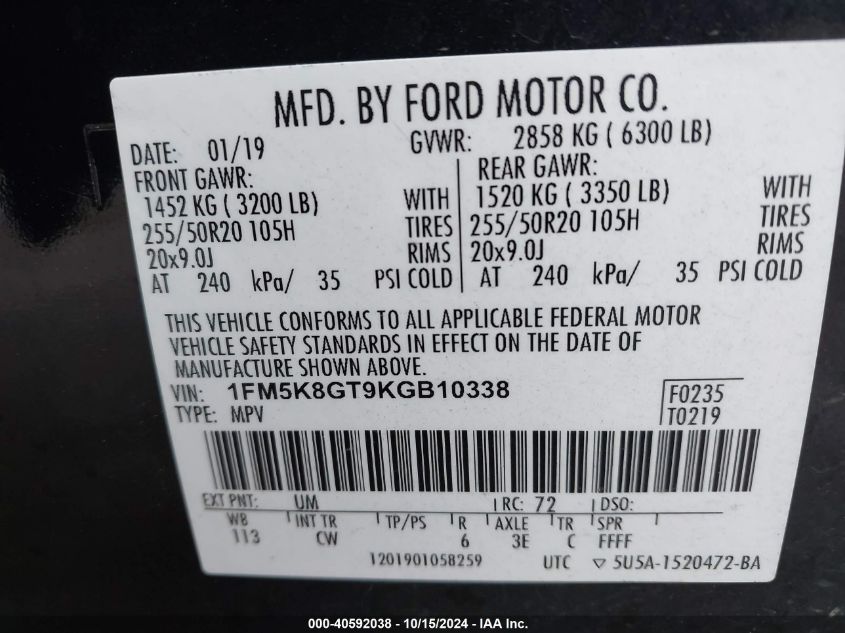 MFD. BY FORD MOTOR CO.
DATE: 01/19 GVWR: 2858 KG ( 6300 LB)
FRONT GAWR: REAR GAWR:
1452 KG ( 3200 LB) WITH 1520 KG ( 3350 LB) WITH
255/50R20 105H TIRES 255/50R20 105H TIRES
20x9.0J RIMS 20x9.0J RIMS
AT 240 kPa/ 35 PSI COLD AT 240 kPa/ 35 PSI COLD
THIS VEHICLE CONFORMS TO ALL APPLICABLE FEDERAL MOTOR
VEHICLE SAFETY STANDARDS IN EFFECT ON THE DATE OF
MANUFACTURE SHOWN ABOVE.
VIN: 1FM5K8GT9KGB10338 F0235
TYPE: MPV T0219
EXT PNT: UM RC: 72 DSO:
WB INT TR TP/PS R AXLE TR SPR
113 CW 6 3E C FFFF
1201901058259 UTC ▽ 5U5A-1520472-BA
000-40592038 - 10/15/2024 - IAA Inc.